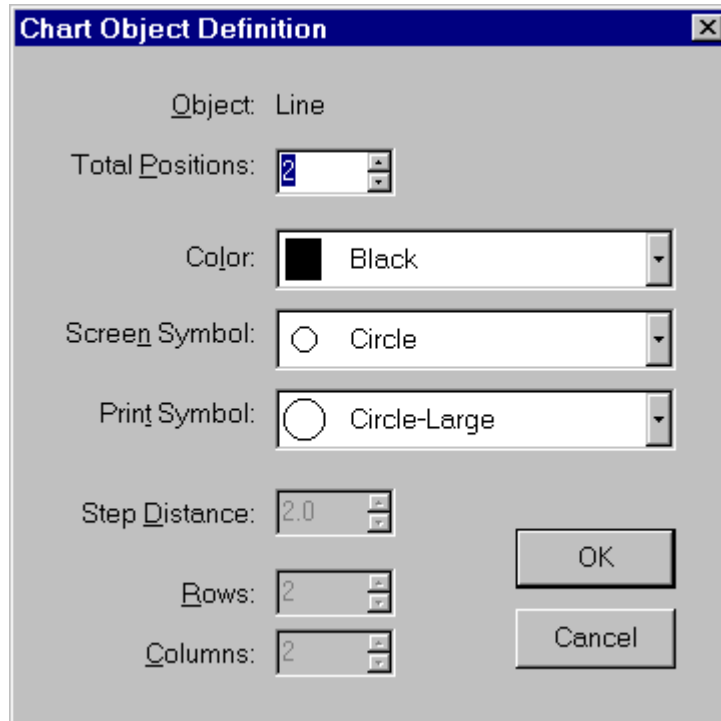 Chart Object Definition
Object: Line
Total Positions: 2
Color: Black
Screen Symbol: Circle
Print Symbol: Circle-Large
Step Distance: 2.0
OK
Rows: 2
Cancel
Columns: 2